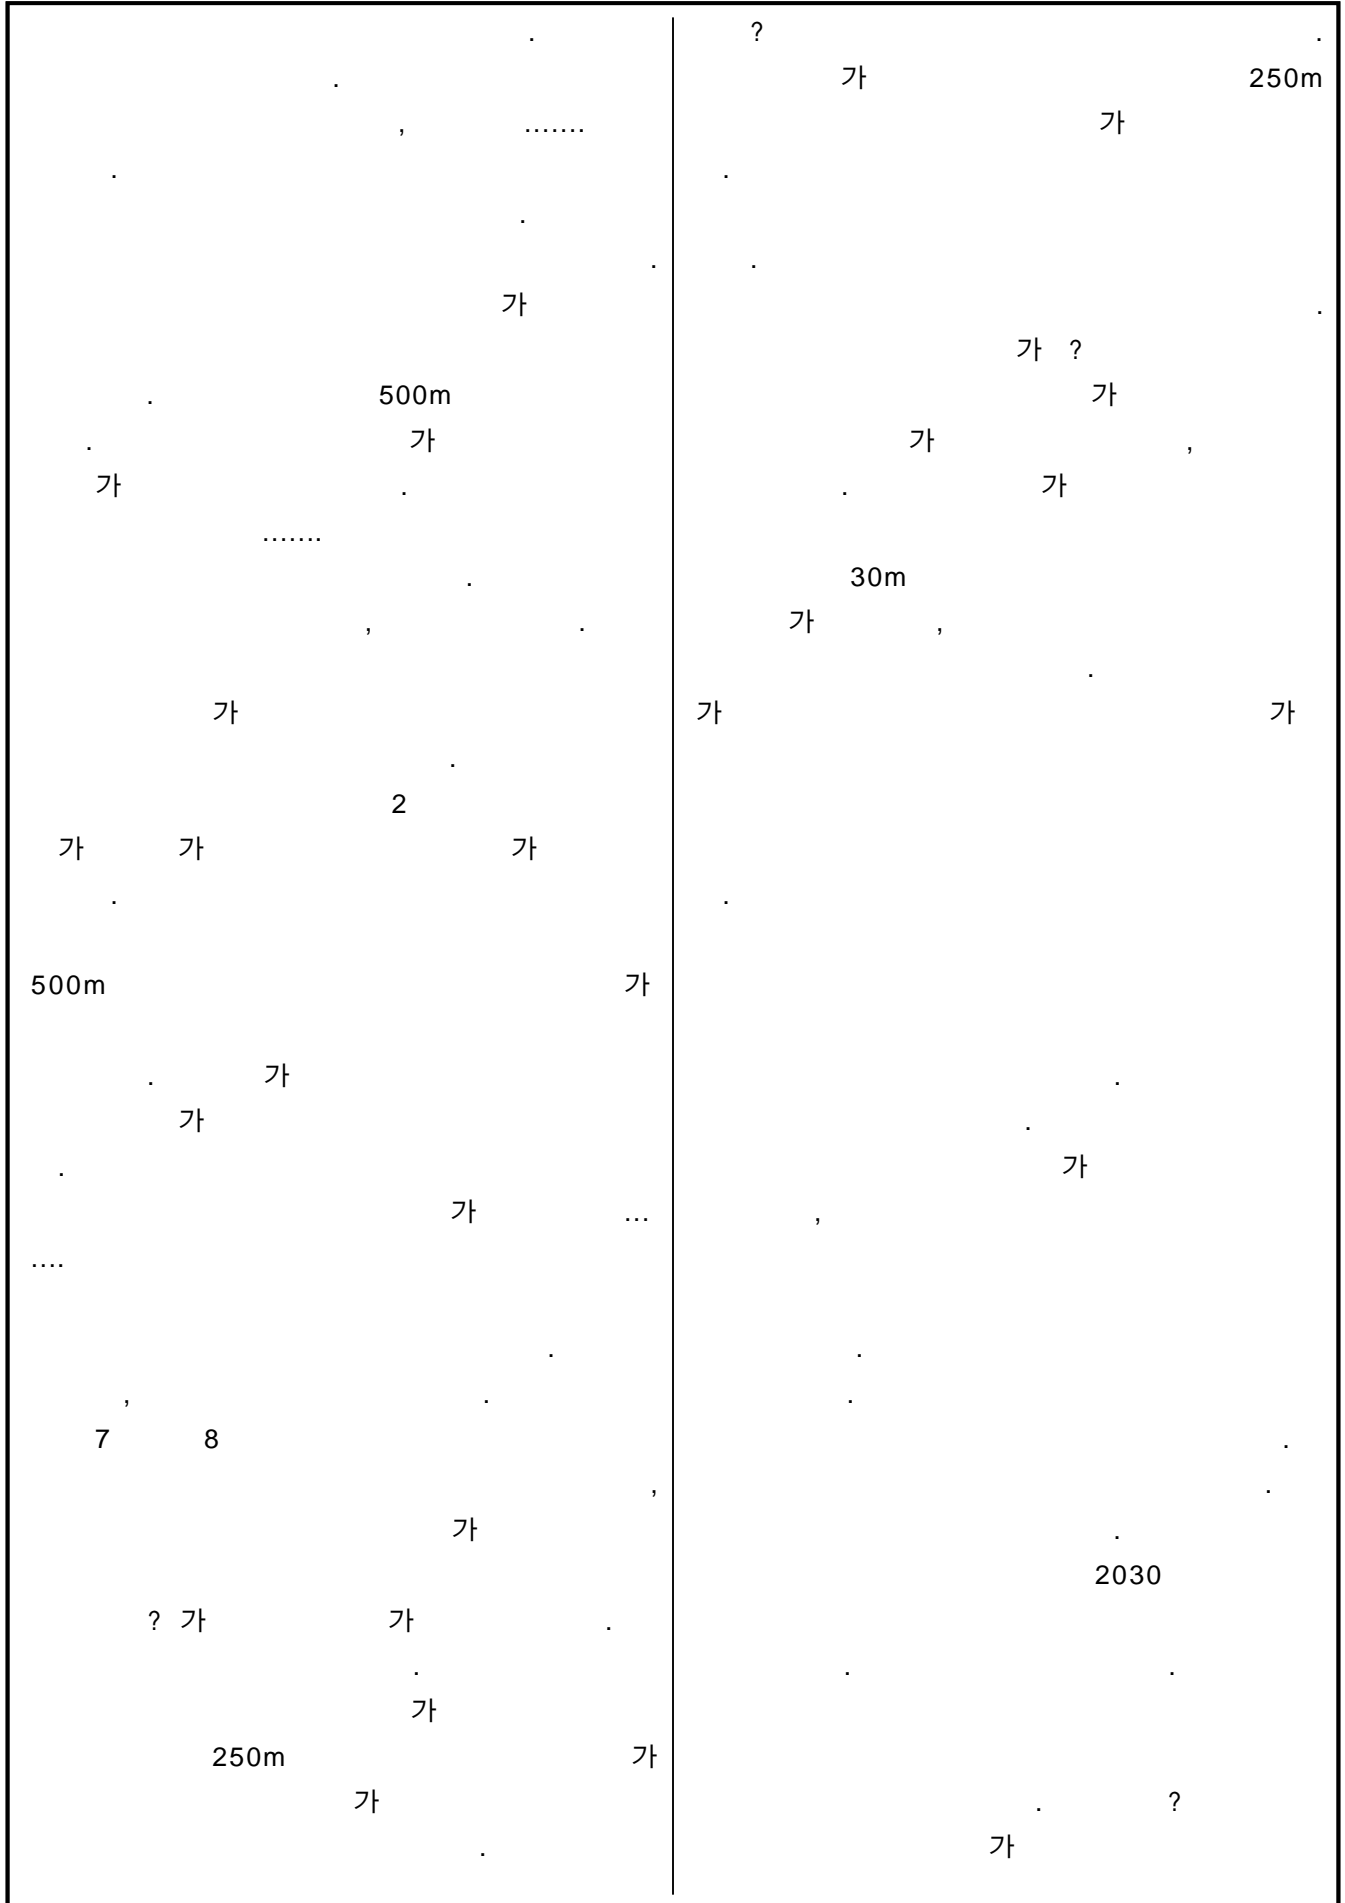 .
.
, .......
.
.
.
가
. 500m
. 가
가 .
.......
.
, .
가
.
2
가 가 가
.
500m 가
. 가
가
.
가 ...
....
.
, .
7 8
,
가
? 가 가 .
.
가
250m 가
가
.
? .
가 250m
가
.
.
.
가 ?
가
가 ,
. 가
30m
가 ,
.
가 가
.
.
.
가
,
.
.
.
.
.
2030
. .
. ?
가